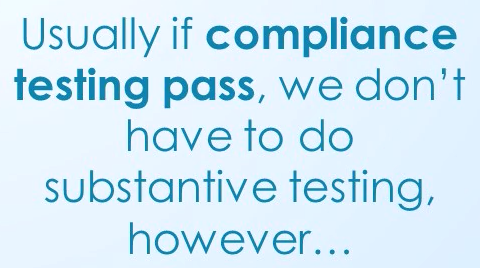 Usually if compliance
testing pass, we don't
have to do
substantive testing,
however...